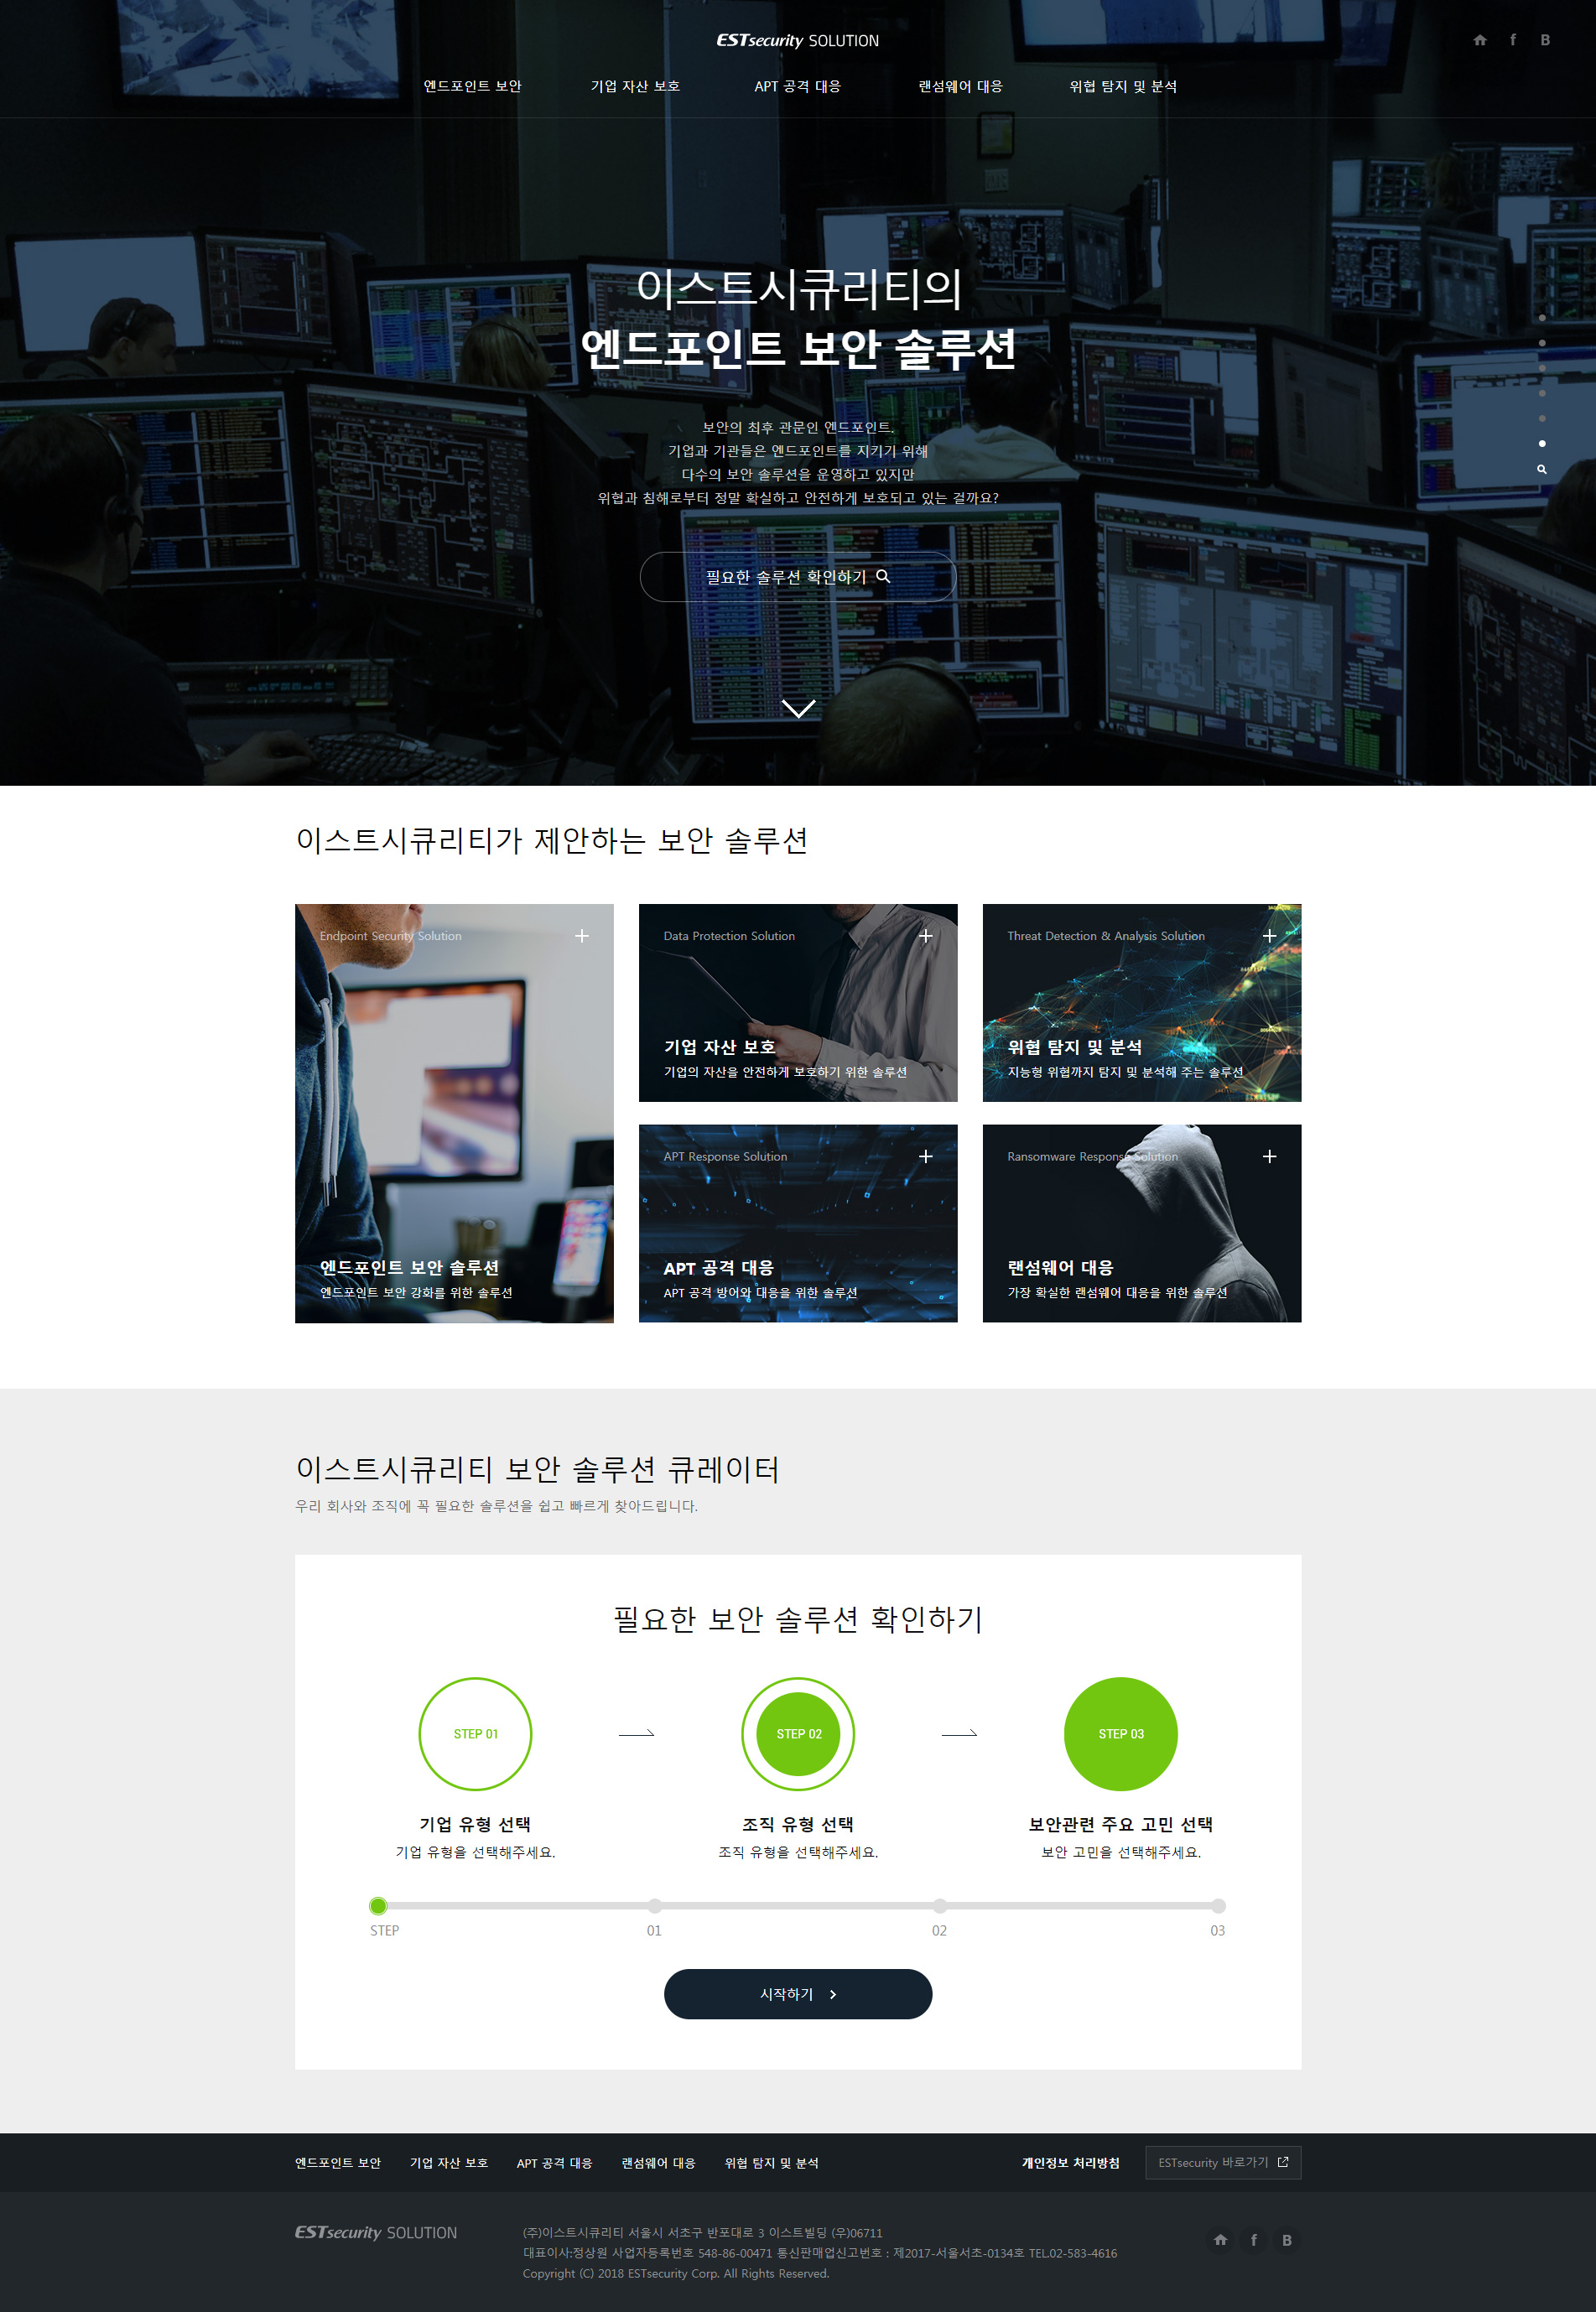 ESTsecurity SOLUTION
f B
엔드포인트 보안 기업 자산 보호 APT 공격 대응 랜섬웨어 대응 위협 탐지 및 분석
이스트시큐리티의
엔드포인트 보안 솔루션
보안의 최후 관문인 엔드포인트.
기업과 기관들은 엔드포인트를 지키기 위해
다수의 보안 솔루션을 운영하고 있지만
위협과 침해로부터 정말 확실하고 안전하게 보호되고 있는 걸까요?
필요한 솔루션 확인하기
이스트시큐리티가 제안하는 보안 솔루션
Endpoint Security Solution
엔드포인트 보안 솔루션
엔드포인트 보안 강화를 위한 솔루션
Data Protection Solution
기업 자산 보호
기업의 자산을 안전하게 보호하기 위한 솔루션
Threat Detection & Analysis Solution
위협 탐지 및 분석
지능형 위협까지 탐지 및 분석해 주는 솔루션
APT Response Solution
APT 공격 대응
APT 공격 방어와 대응을 위한 솔루션
Ransomware Response Solution
랜섬웨어 대응
가장 확실한 랜섬웨어 대응을 위한 솔루션
이스트시큐리티 보안 솔루션 큐레이터
우리 회사와 조직에 꼭 필요한 솔루션을 쉽고 빠르게 찾아드립니다.
필요한 보안 솔루션 확인하기
STEP 01
기업 유형 선택
기업 유형을 선택해주세요.
STEP 02
조직 유형 선택
조직 유형을 선택해주세요.
STEP 03
보안관련 주요 고민 선택
보안 고민을 선택해주세요.
STEP 01 02 03
시작하기
엔드포인트 보안 기업 자산 보호 APT 공격 대응 랜섬웨어 대응 위협 탐지 및 분석 개인정보 처리방침 ESTsecurity 바로가기
ESTsecurity SOLUTION
(주)이스트시큐리티 서울시 서초구 반포대로 3 이스트빌딩 (우)06711
대표이사:정상원 사업자등록번호 548-86-00471 통신판매업신고번호 : 제2017-서울서초-0134호 TEL.02-583-4616
Copyright (C) 2018 ESTsecurity Corp. All Rights Reserved.
f B